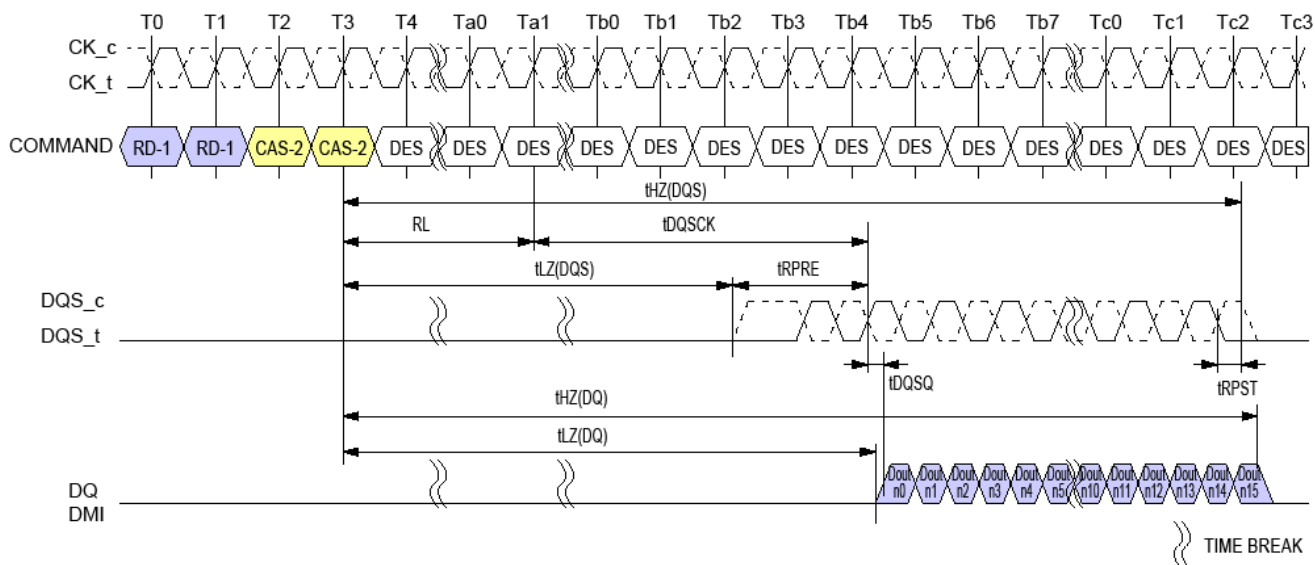 T0 T1 T2 T3 T4 Ta0 Ta1 Tb0 Tb1 Tb2 Tb3 Tb4 Tb5 Tb6 Tb7 Tc0 Tc1 Tc2 Tc3
CK_c
CK_t
COMMAND RD-1 RD-1 CAS-2 CAS-2 DES DES DES DES DES DES DES DES DES DES DES DES DES DES DES
tHZ(DQS)
RL tDQSCK
tLZ(DQS) tRPRE
DQS_c
DQS_t
tDQSQ tRPST
tHZ(DQ)
tLZ(DQ)
Dout Dout Dout Dout Dout Dout Dout Dout Dout Dout Dout Dout
n0 n1 n2 n3 n4 n5 n10 n11 n12 n13 n14 n15
DQ
DMI
TIME BREAK